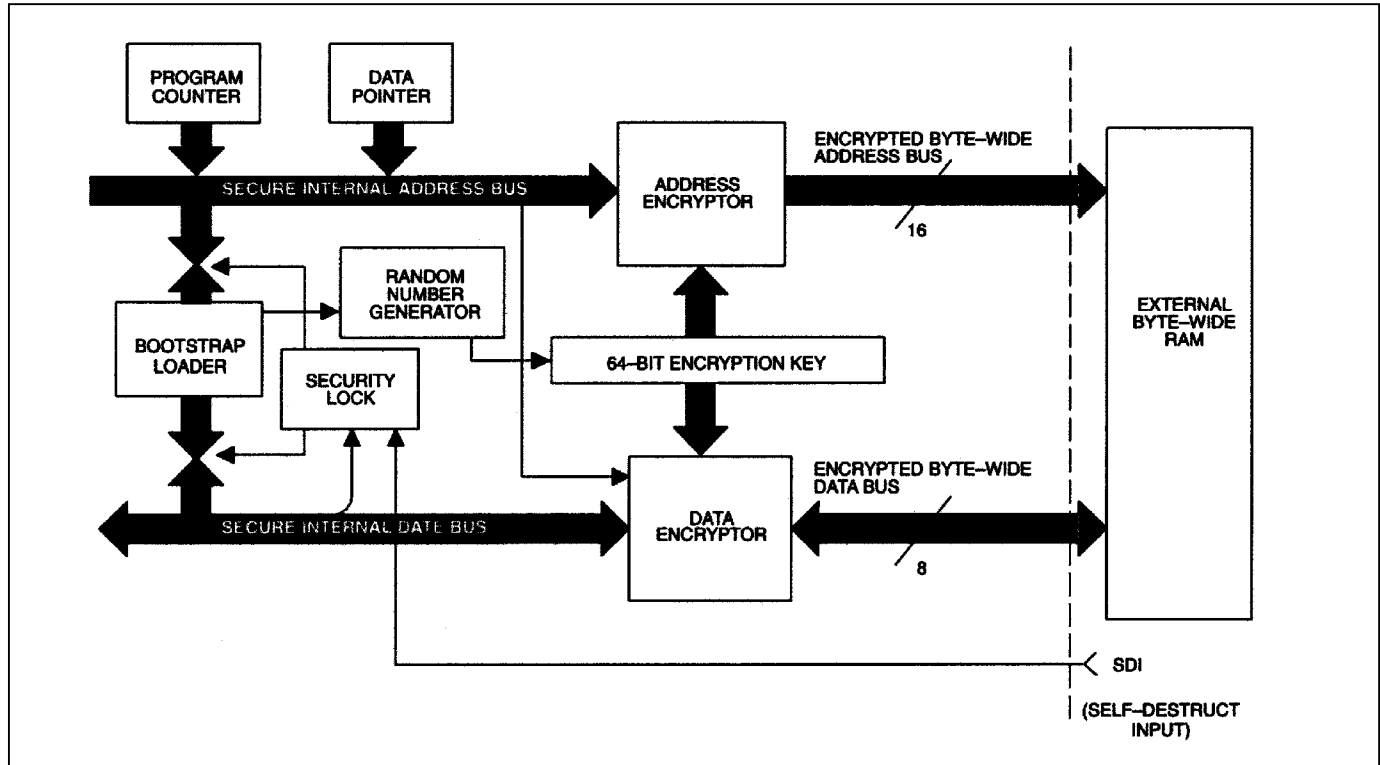 PROGRAM
COUNTER
DATA
POINTER
SECURE INTERNAL ADDRESS BUS
ADDRESS
ENCRYPTOR
ENCRYPTED BYTE–WIDE
ADDRESS BUS
16
EXTERNAL
BYTE–WIDE
RAM
BOOTSTRAP
LOADER
RANDOM
NUMBER
GENERATOR
SECURITY
LOCK
64–BIT ENCRYPTION KEY
SECURE INTERNAL DATE BUS
DATA
ENCRYPTOR
ENCRYPTED BYTE–WIDE
DATA BUS
8
SDI
(SELF–DESTRUCT
INPUT)